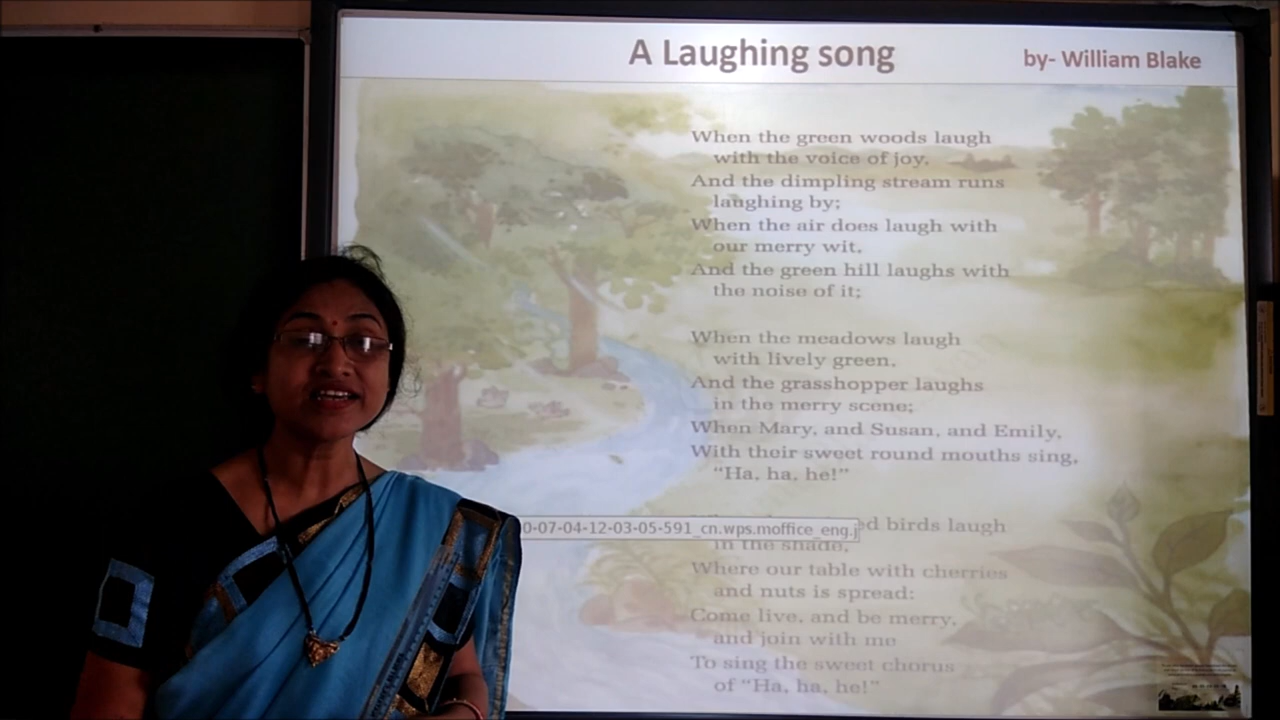 A Laughing song
by- William Blake
When the green woods laugh
with the voice of joy.
And the dimpling stream runs
laughing by;
When the air does laugh with
our merry wit.
And the green hill laughs with
the noise of it;
When the meadows laugh
with lively green.
And the grasshopper laughs
in the merry scene;
When Mary, and Susan, and Emily,
With their sweet round mouths sing,
"Ha, ha, he!"
0-07-04-12-03-05-591_cn.wps.moffice_eng.j
ed birds laugh
in the shade,
Where our table with cherries
and nuts is spread:
Come live, and be merry,
and join with me
To sing the sweet chorus
of "Ha, ha, he!"